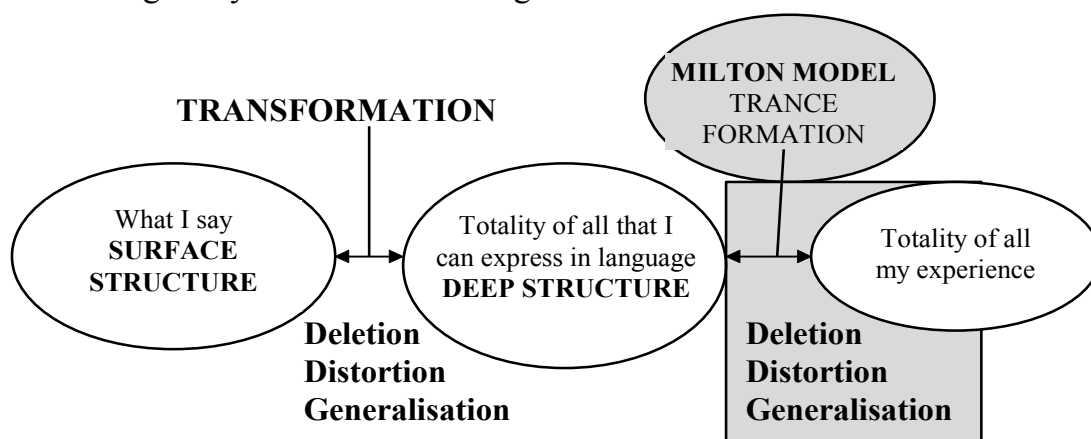 MILTON MODEL
TRANCE
FORMATION
TRANSFORMATION
What I say
SURFACE
STRUCTURE
Totality of all that I
can express in language
DEEP STRUCTURE
Totality of all
my experience
Deletion
Distortion
Generalisation
Deletion
Distortion
Generalisation